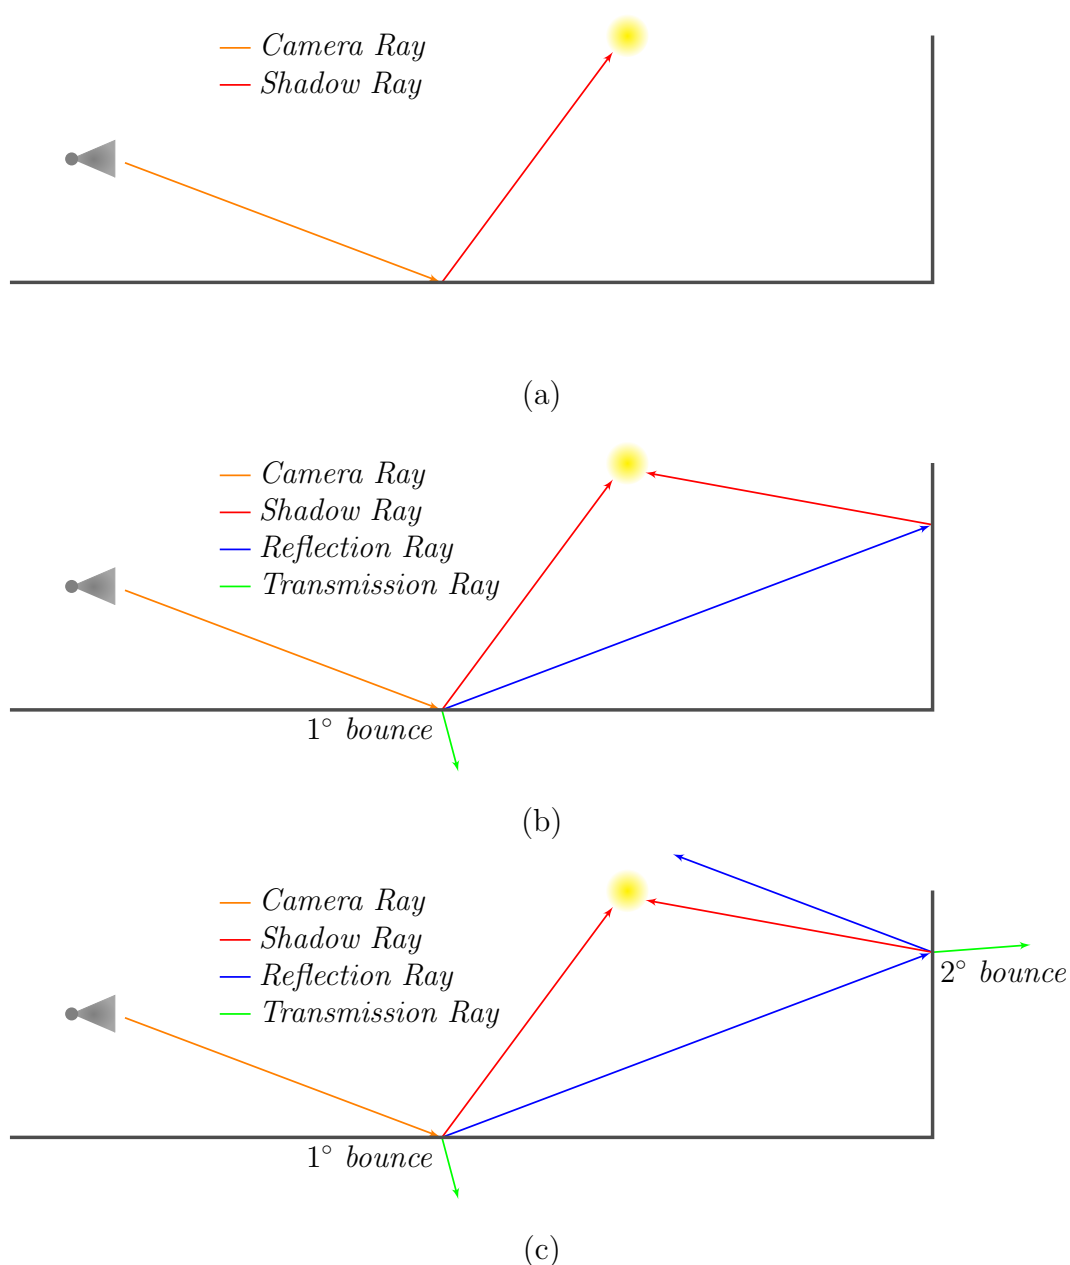 Camera Ray
Shadow Ray
(a)
Camera Ray
Shadow Ray
Reflection Ray
Transmission Ray
1° bounce
(b)
Camera Ray
Shadow Ray
Reflection Ray
Transmission Ray
2° bounce
1° bounce
(c)